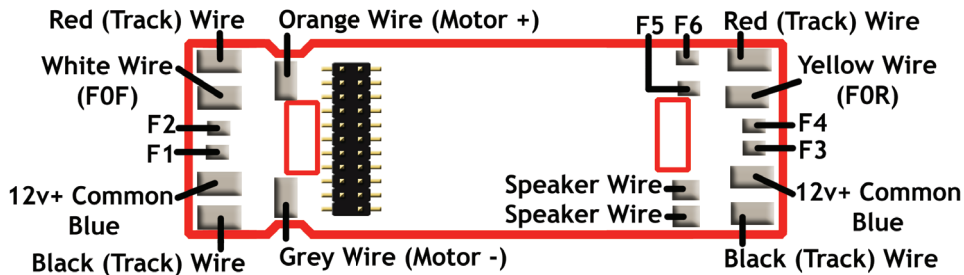 Red (Track) Wire
Orange Wire (Motor +)
F5
F6
Red (Track) Wire
White Wire
(F0F)
Yellow Wire
(F0R)
F2
F1
F4
F3
12v+ Common
Blue
Speaker Wire
Speaker Wire
12v+ Common
Blue
Black (Track) Wire
Grey Wire (Motor -)
Black (Track) Wire